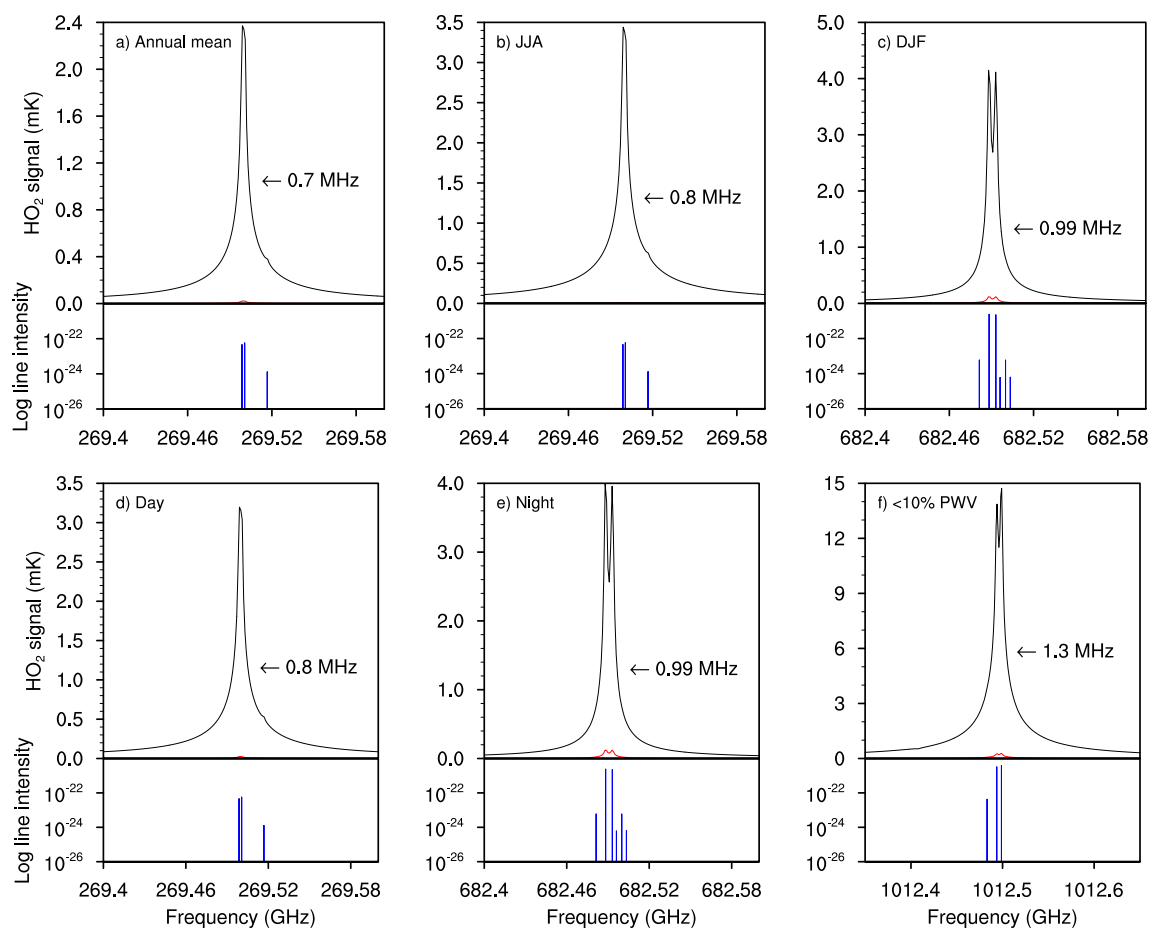 a) Annual mean
HO2 signal (mK)
2.4
2.0
1.6
1.2
0.8
0.4
0.0
← 0.7 MHz
Log line intensity
10-22
10-24
10-26
269.4 269.46 269.52 269.58
b) JJA
3.5
3.0
2.5
2.0
1.5
1.0
0.5
0.0
← 0.8 MHz
10-22
10-24
10-26
269.4 269.46 269.52 269.58
c) DJF
5.0
4.0
3.0
2.0
1.0
0.0
← 0.99 MHz
10-22
10-24
10-26
682.4 682.46 682.52 682.58
d) Day
HO2 signal (mK)
3.5
3.0
2.5
2.0
1.5
1.0
0.5
0.0
← 0.8 MHz
Log line intensity
10-22
10-24
10-26
269.4 269.46 269.52 269.58
Frequency (GHz)
e) Night
4.0
3.0
2.0
1.0
0.0
← 0.99 MHz
10-22
10-24
10-26
682.4 682.46 682.52 682.58
Frequency (GHz)
f) <10% PWV
15
12
9
6
3
0
← 1.3 MHz
10-22
10-24
10-26
1012.4 1012.5 1012.6
Frequency (GHz)